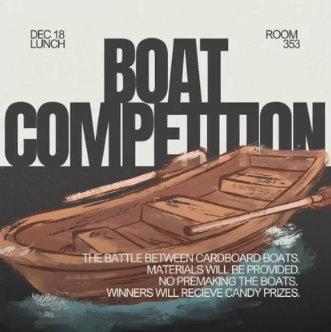 DEC 18
LUNCH
ROOM
353
BOAT
COMPETITION
THE BATTLE BETWEEN CARDBOARD BOATS.
MATERIALS WILL BE PROVIDED.
NO PREMAKING THE BOATS.
WINNERS WILL RECIEVE CANDY PRIZES.